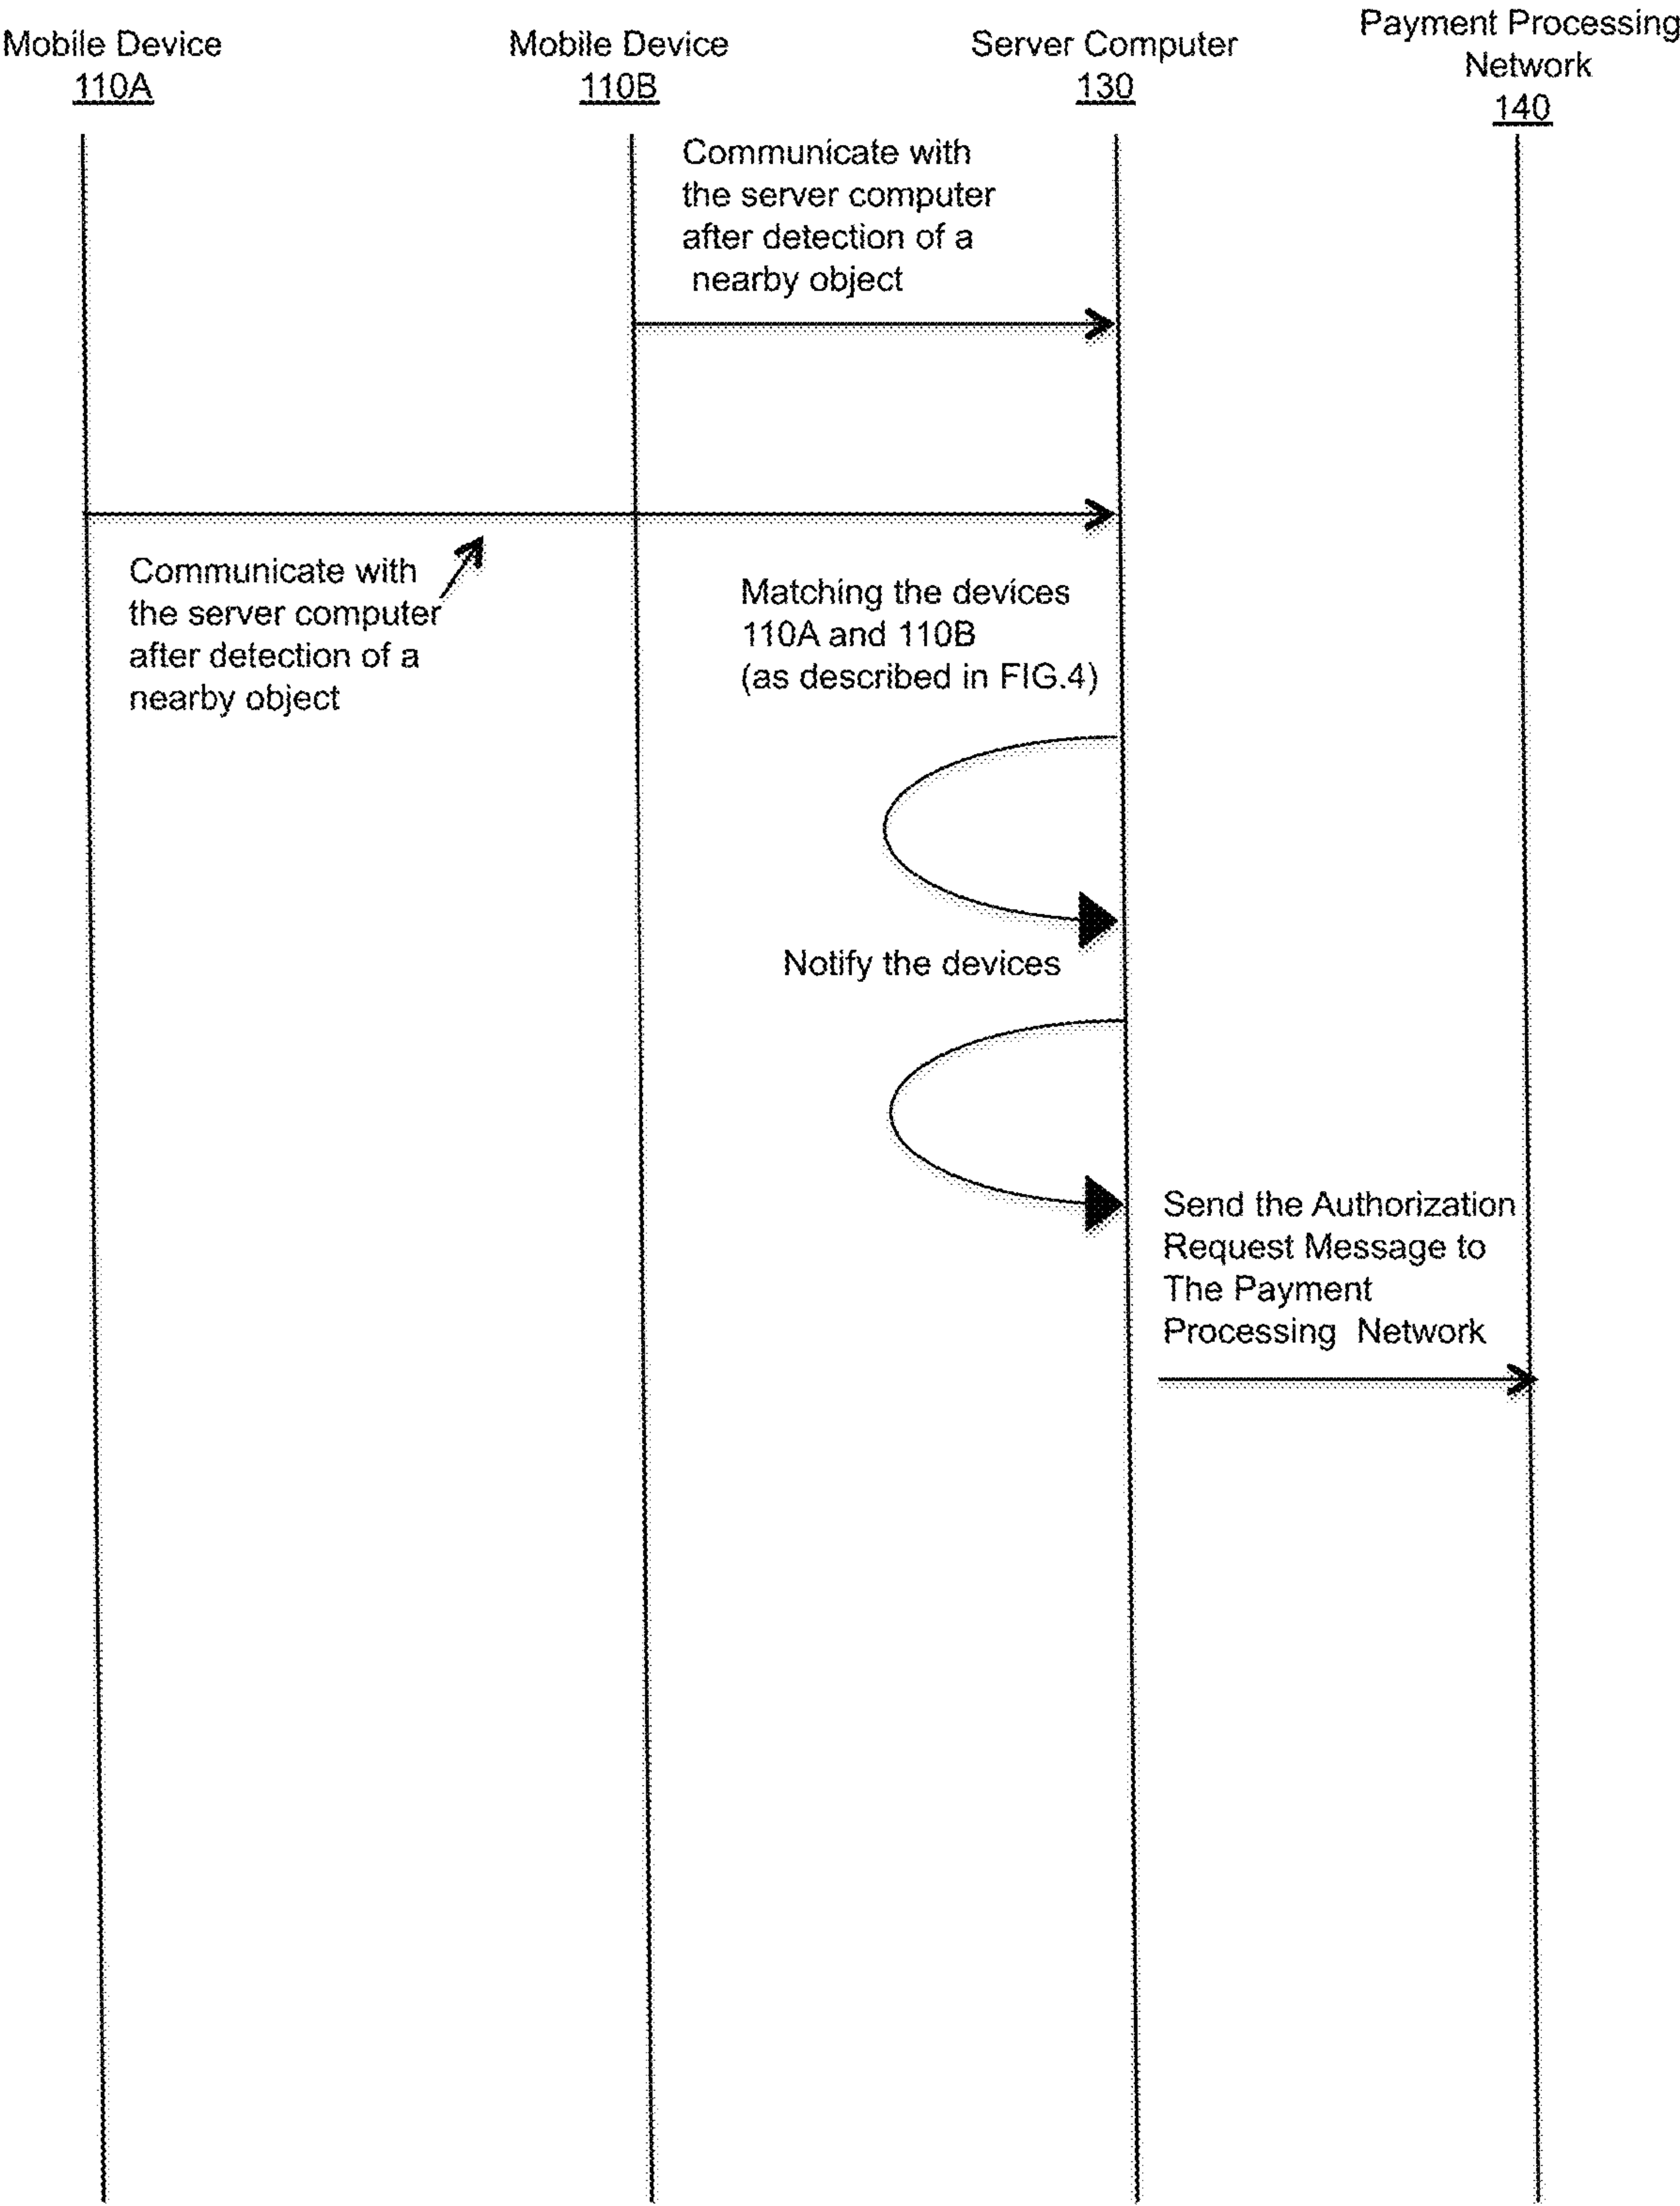 Mobile Device
110A
Mobile Device
110B
Server Computer
130
Payment Processing
Network
140
Communicate with
the server computer
after detection of a
nearby object
Communicate with
the server computer
after detection of a
nearby object
Matching the devices
110A and 110B
(as described in FIG.4)
Notify the devices
Send the Authorization
Request Message to
The Payment
Processing Network